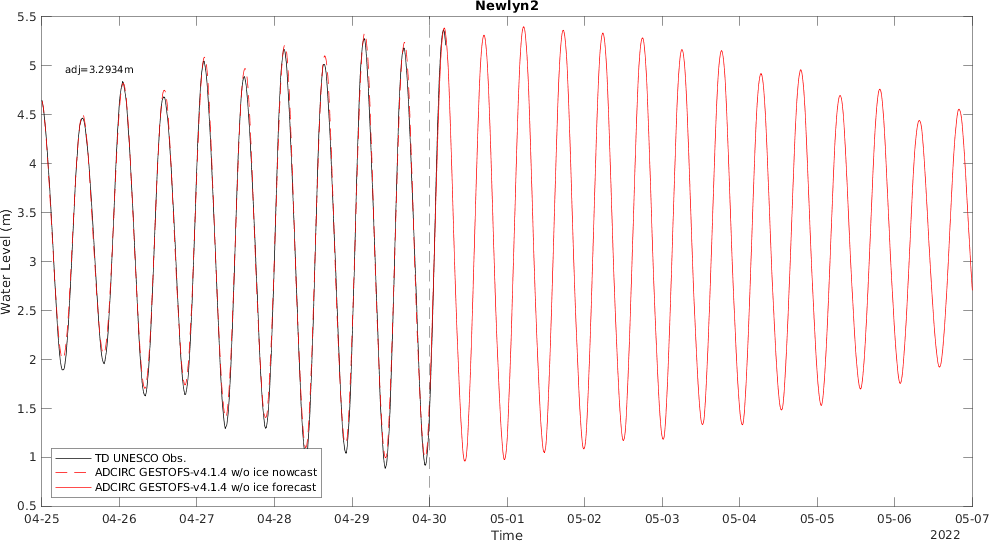 Newlyn2
adj=3.2934m
Water Level (m)
5.5
5
4.5
4
3.5
3
2.5
2
1.5
1
0.5
TD UNESCO Obs.
ADCIRC GESTOFS-v4.1.4 w/o ice nowcast
ADCIRC GESTOFS-v4.1.4 w/o ice forecast
04-25 04-26 04-27 04-28 04-29 04-30 05-01 05-02 05-03 05-04 05-05 05-06 05-07
Time
2022